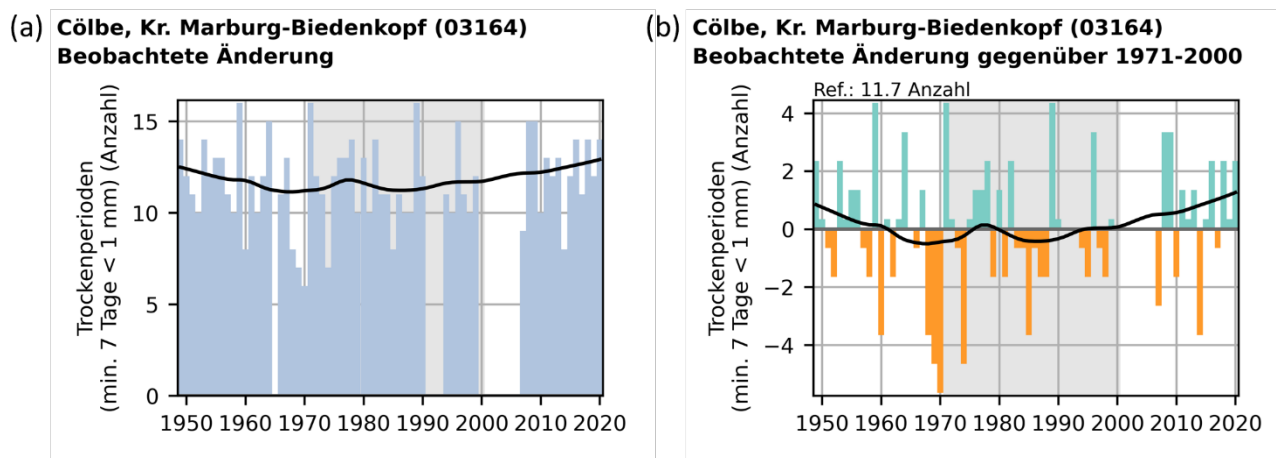 (a) Cölbe, Kr. Marburg-Biedenkopf (03164)
Beobachtete Änderung
Trockenperioden
(min. 7 Tage < 1 mm) (Anzahl)
15
10
5
0
1950 1960 1970 1980 1990 2000 2010 2020
(b) Cölbe, Kr. Marburg-Biedenkopf (03164)
Beobachtete Änderung gegenüber 1971-2000
Ref.: 11.7 Anzahl
Trockenperioden
(min. 7 Tage < 1 mm) (Anzahl)
4
2
0
−2
−4
1950 1960 1970 1980 1990 2000 2010 2020